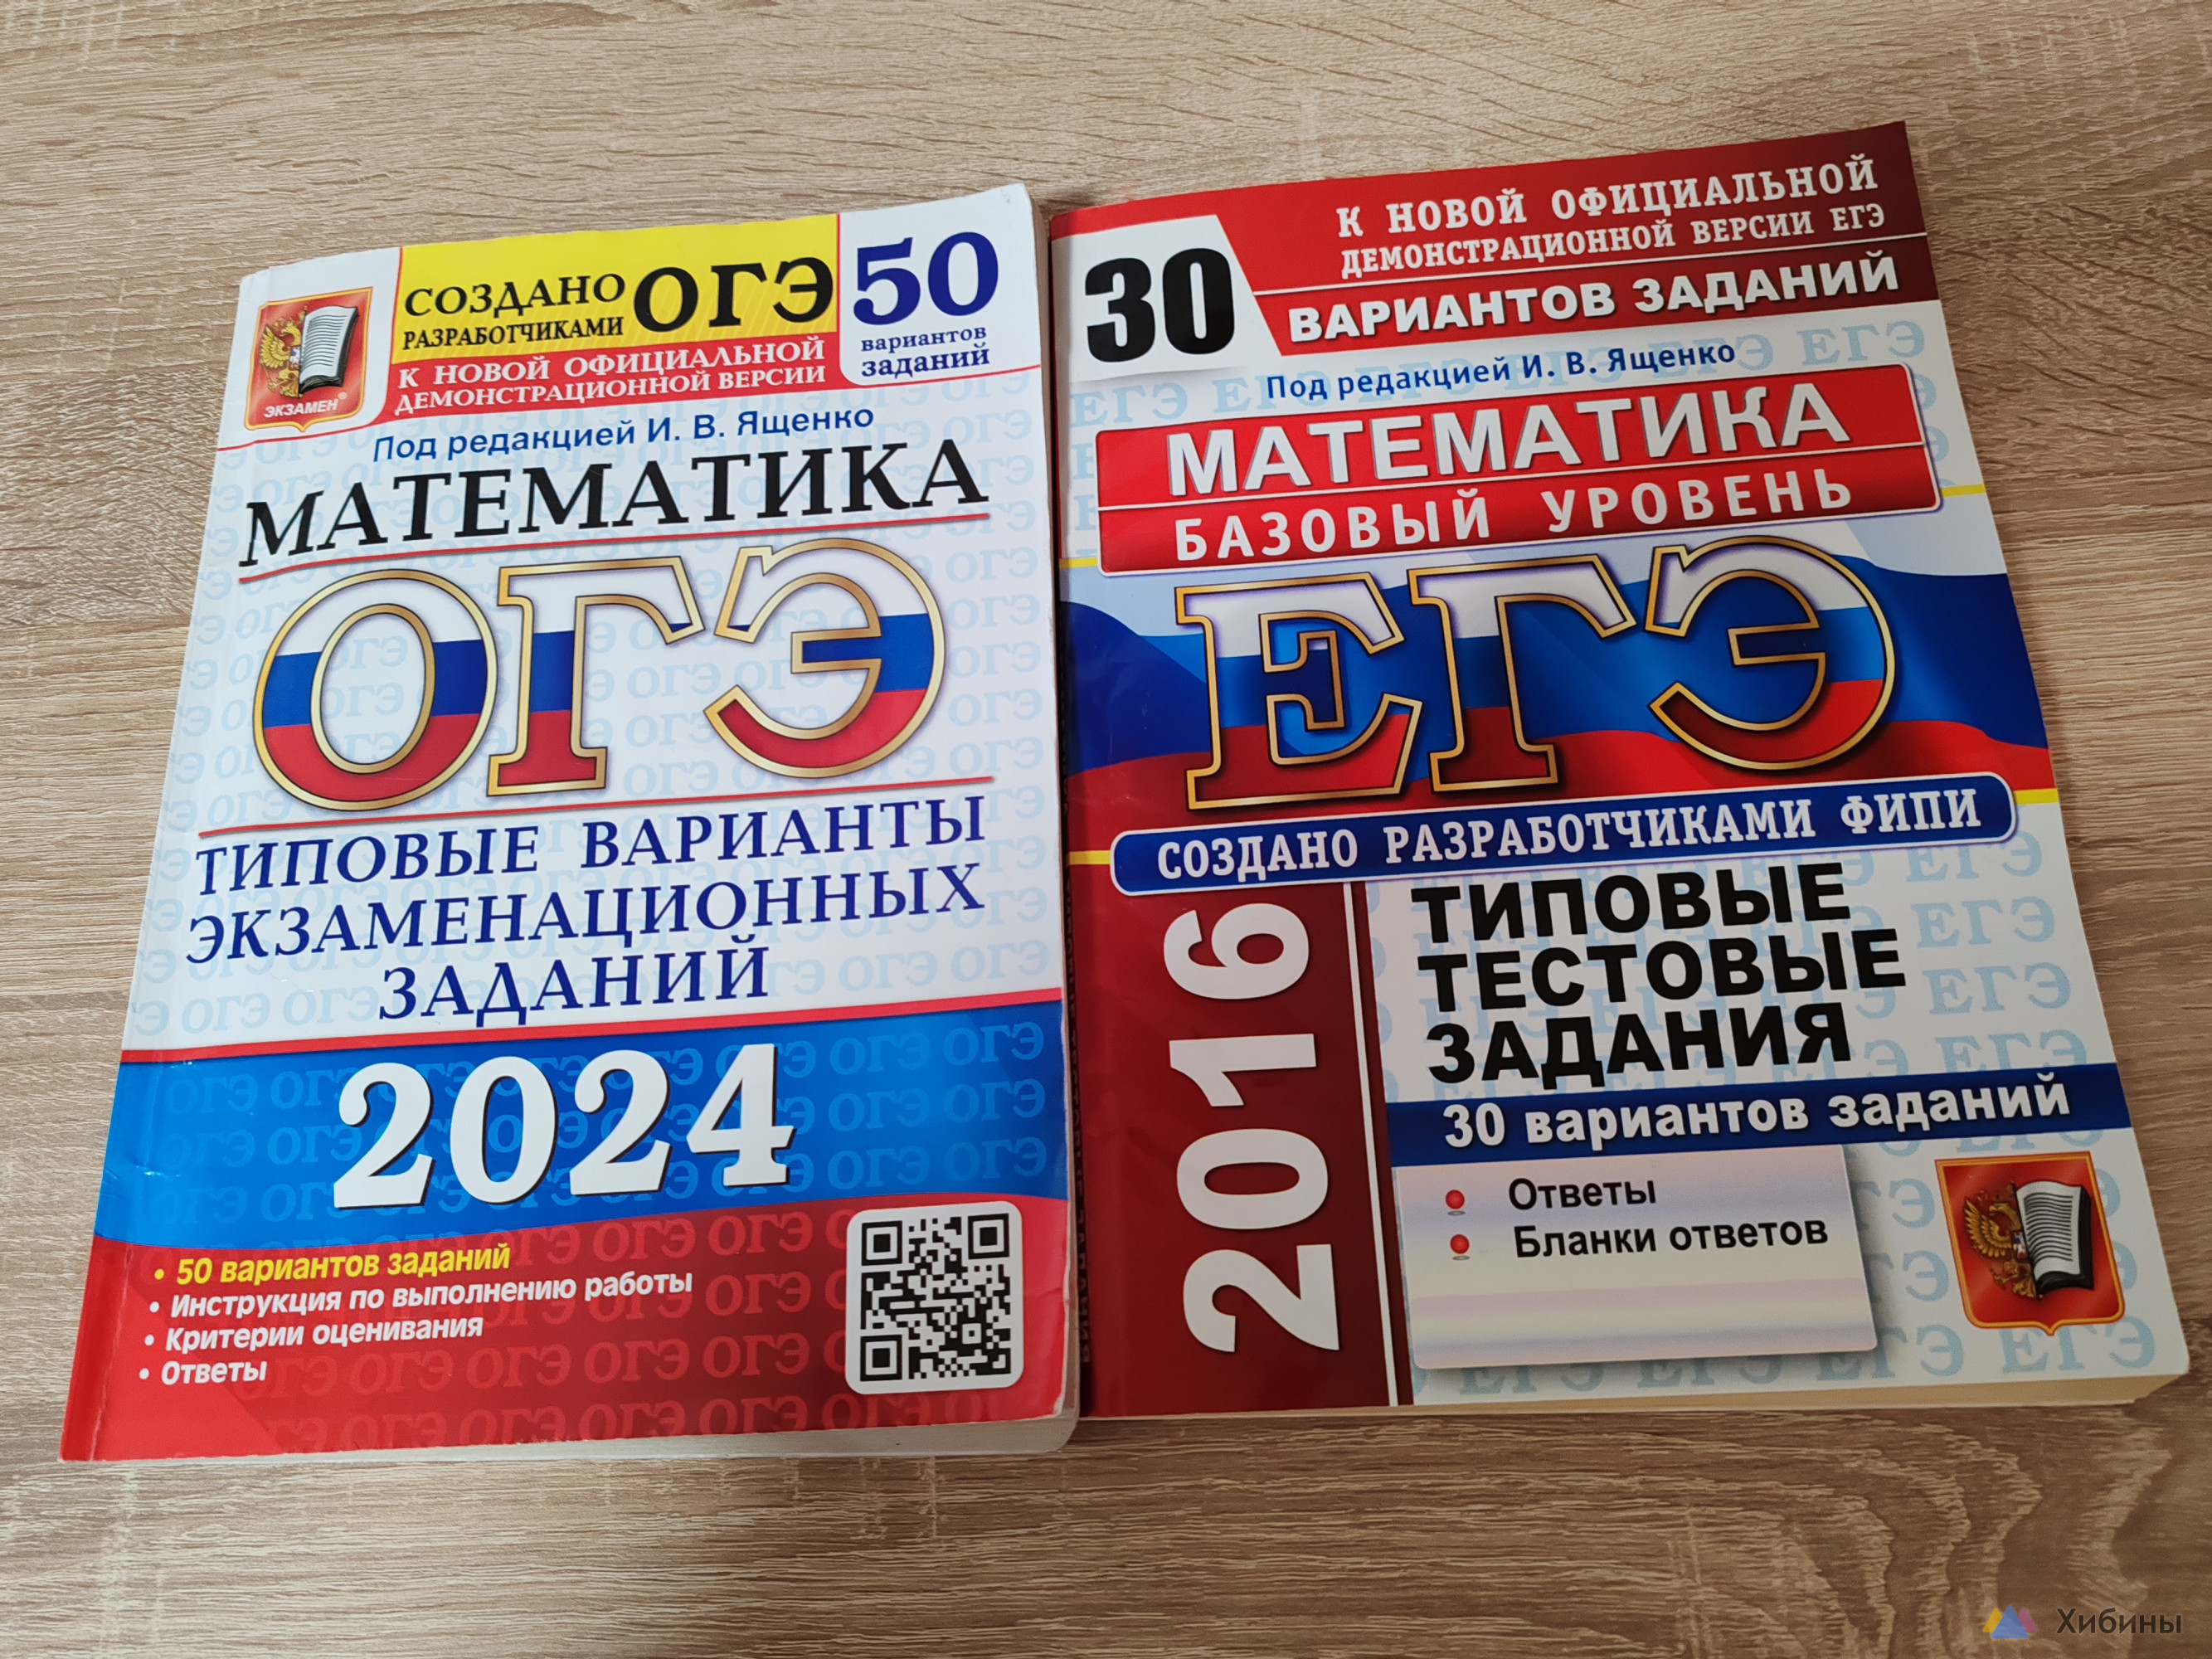 СОЗДАНО
РАЗРАБОТЧИКАМИ
ОГЭ
К НОВОЙ ОФИЦИАЛЬНОЙ
ДЕМОНСТРАЦИОННОЙ ВЕРСИИ
50
вариантов
заданий
ЭКЗАМЕН®
Под редакцией И. В. Ященко
МАТЕМАТИКА
ОГЭ
ТИПОВЫЕ ВАРИАНТЫ
ЭКЗАМЕНАЦИОННЫХ
ЗАДАНИЙ
2024
• 50 вариантов заданий
• Инструкция по выполнению работы
• Критерии оценивания
• Ответы
30
К НОВОЙ ОФИЦИАЛЬНОЙ
ДЕМОНСТРАЦИОННОЙ ВЕРСИИ ЕГЭ
ВАРИАНТОВ ЗАДАНИЙ
Под редакцией И. В. Ященко
МАТЕМАТИКА
БАЗОВЫЙ УРОВЕНЬ
ЕГЭ
СОЗДАНО РАЗРАБОТЧИКАМИ ФИПИ
2016
ТИПОВЫЕ
ТЕСТОВЫЕ
ЗАДАНИЯ
30 вариантов заданий
Ответы
Бланки ответов
Хибины